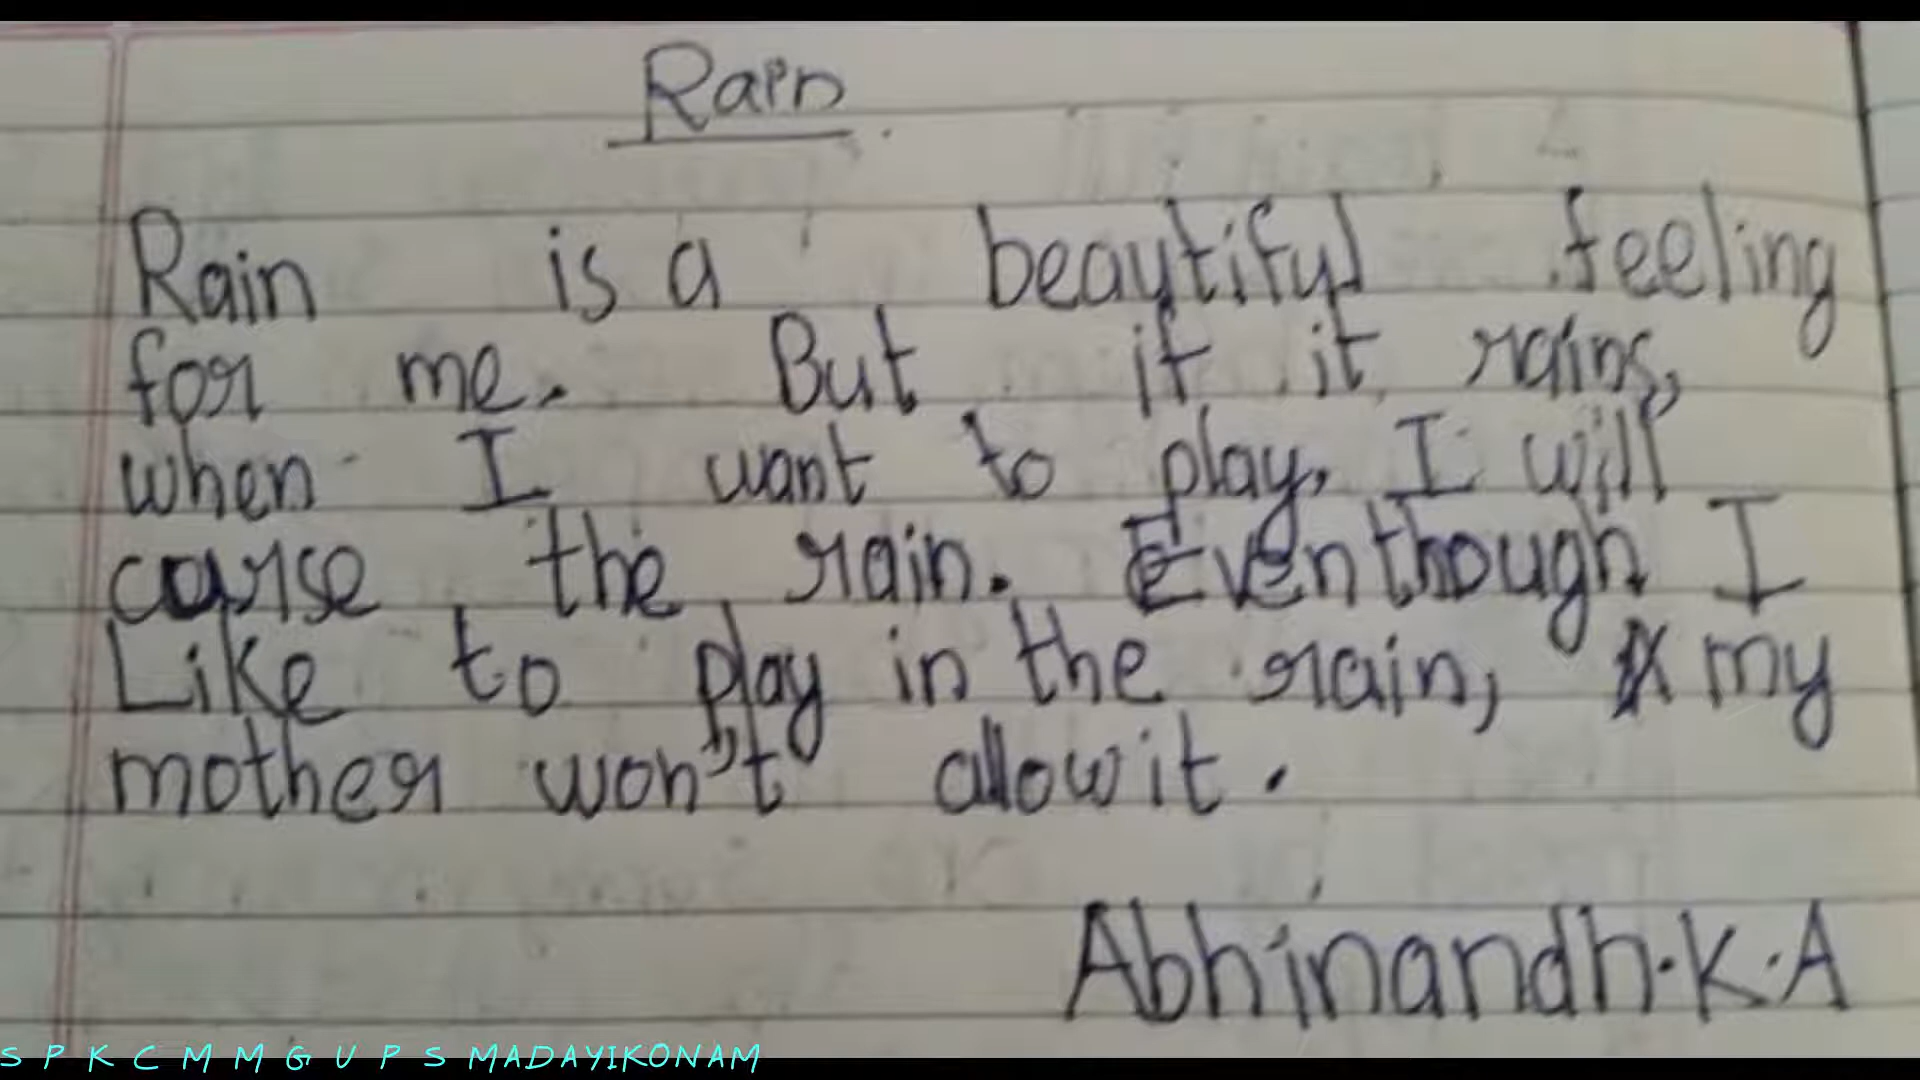 Rain
Rain is a beautiful feeling
for me. But if it rains,
when I want to play, I will
carse the rain. Eventhough I
Like to play in the rain, my
mother won't allow it.
Abhinandh.K.A
S P K C M M G U P S MADAYIKONAM